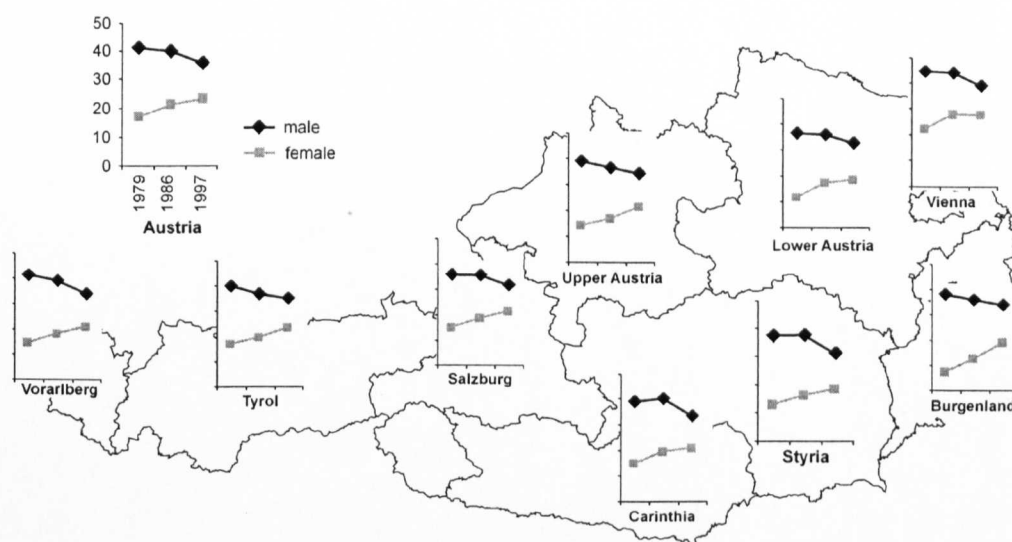 50
40
30
20
10
0
1979
1986
1997
Austria
male
female
Vienna
Lower Austria
Upper Austria
Salzburg
Tyrol
Vorarlberg
Burgenland
Styria
Carinthia